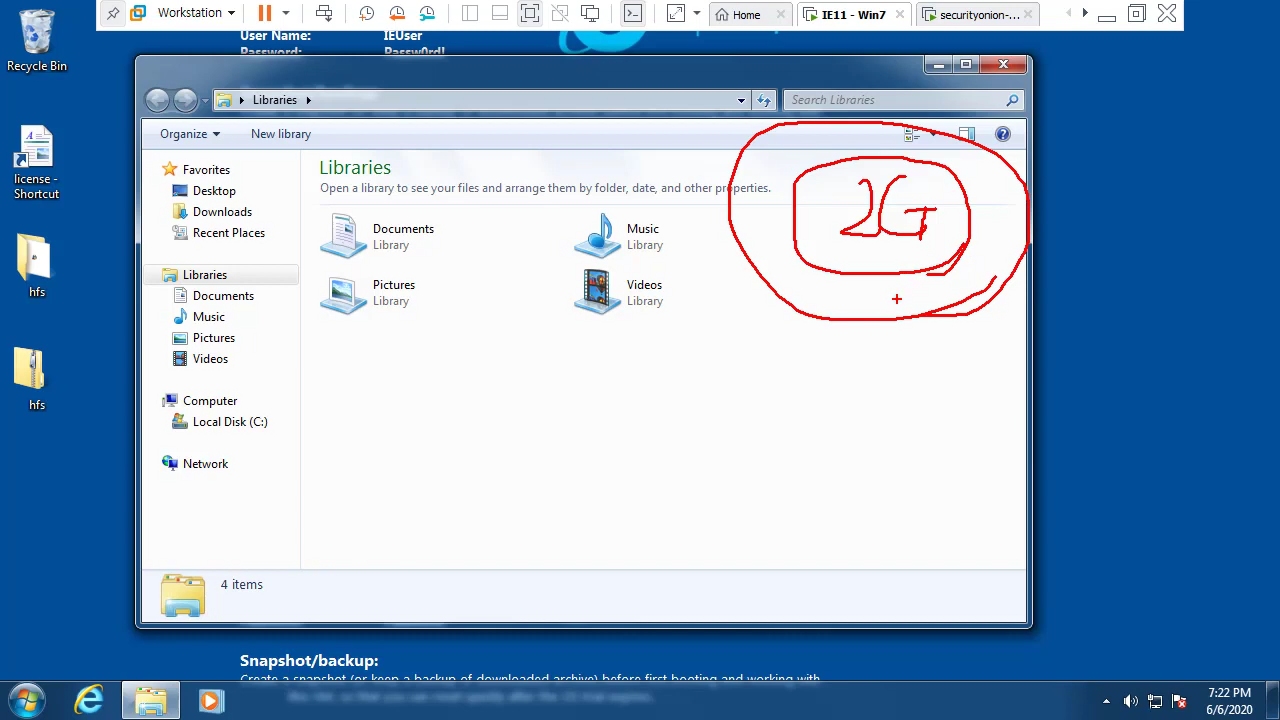 Workstation
Home
IE11 - Win7
securityonion-...
User Name: IEUser
Password: Passw0rd!
Recycle Bin
Libraries
Search Libraries
Organize
New library
Favorites
Desktop
Downloads
Recent Places
Libraries
Documents
Music
Pictures
Videos
Computer
Local Disk (C:)
Network
Libraries
Open a library to see your files and arrange them by folder, date, and other properties.
Documents
Library
Music
Library
Pictures
Library
Videos
Library
2G
license -
Shortcut
hfs
hfs
4 items
Snapshot/backup:
Create a snapshot (or keep a backup of downloaded archive) before first booting and working with
7:22 PM
6/6/2020